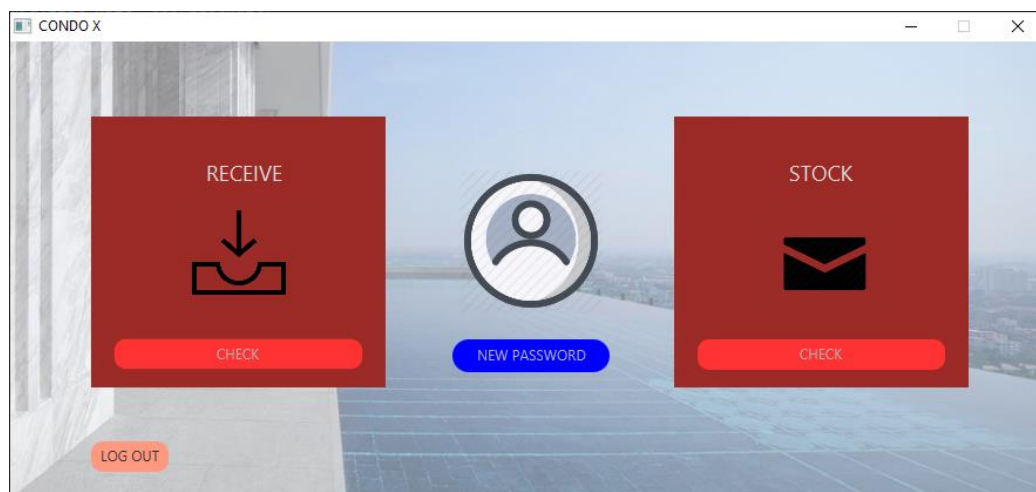 CONDO X
RECEIVE
STOCK
CHECK
NEW PASSWORD
CHECK
LOG OUT